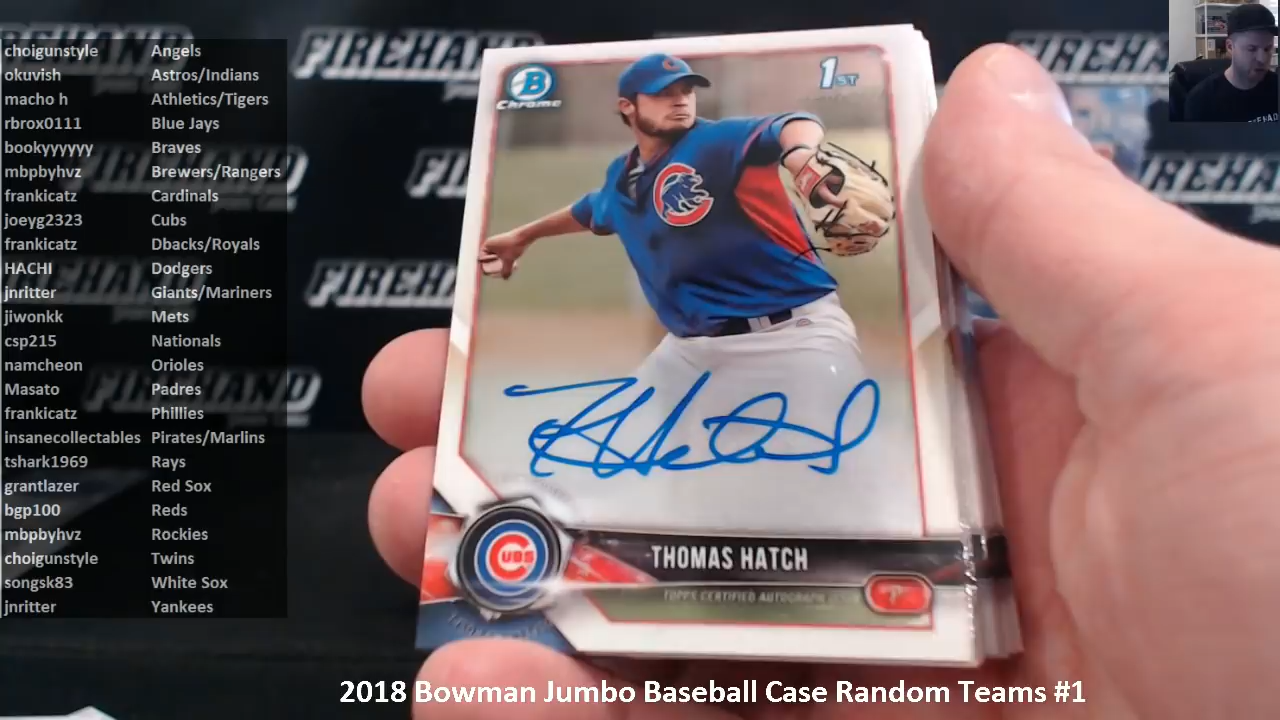 choigunstyle Angels
okuvish Astros/Indians
macho h Athletics/Tigers
rbrox0111 Blue Jays
bookyyyyyy Braves
mbpbyhvz Brewers/Rangers
frankicatz Cardinals
joeyg2323 Cubs
frankicatz Dbacks/Royals
HACHI Dodgers
jnritter Giants/Mariners
jiwonkk Mets
csp215 Nationals
namcheon Orioles
Masato Padres
frankicatz Phillies
insanecollectables Pirates/Marlins
tshark1969 Rays
grantlazer Red Sox
bgp100 Reds
mbpbyhvz Rockies
choigunstyle Twins
songsk83 White Sox
jnritter Yankees
FIREHAND
FIREHAND
FIREHAND
B
Chrome
1ST
CUBS
THOMAS HATCH
TOPPS CERTIFIED AUTOGRAPH
P
2018 Bowman Jumbo Baseball Case Random Teams #1